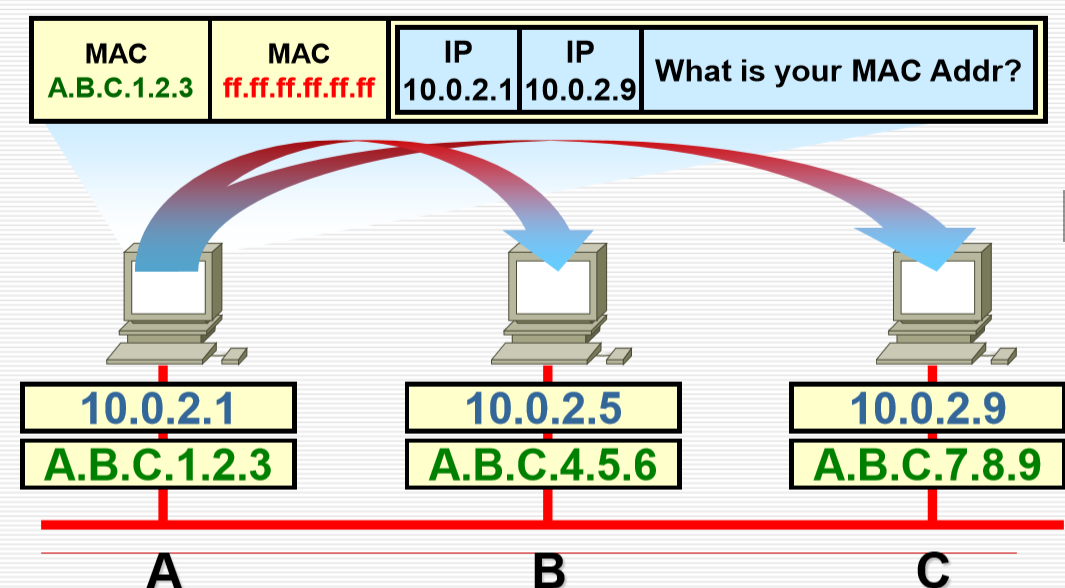 MAC
A.B.C.1.2.3
MAC
ff.ff.ff.ff.ff.ff
IP
10.0.2.1
IP
10.0.2.9
What is your MAC Addr?
10.0.2.1
A.B.C.1.2.3
10.0.2.5
A.B.C.4.5.6
10.0.2.9
A.B.C.7.8.9
A
B
C